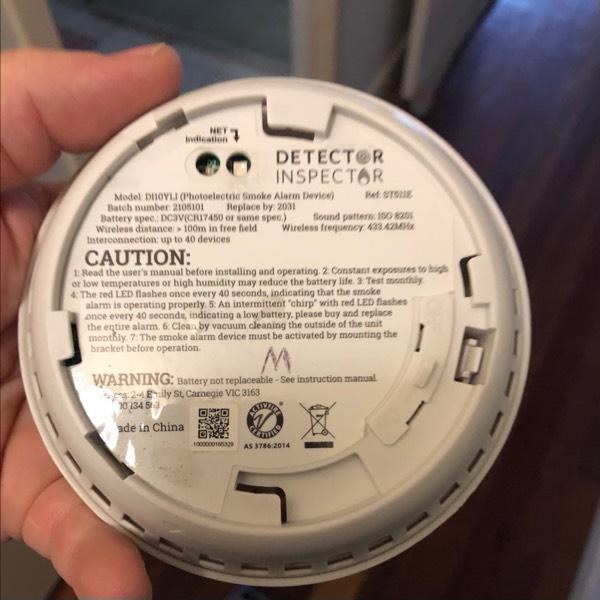 NET
Indication
DETECTOR
INSPECTOR
Model: DI10YLI (Photoelectric Smoke Alarm Device) Ref: ST611E
Batch number: 2105101 Replace by: 2031
Battery spec.: DC3V(CR17450 or same spec.) Sound pattern: ISO 8201
Wireless distance: > 100m in free field Wireless frequency: 433.42MHz
Interconnection: up to 40 devices
CAUTION:
1: Read the user's manual before installing and operating. 2: Constant exposures to high
or low temperatures or high humidity may reduce the battery life. 3: Test monthly.
4: The red LED flashes once every 40 seconds, indicating that the smoke
alarm is operating properly. 5: An intermittent "chirp" with red LED flashes
once every 40 seconds, indicating a low battery, please buy and replace
the entire alarm. 6: Clean by vacuum cleaning the outside of the unit
monthly. 7: The smoke alarm device must be activated by mounting the
bracket before operation.
M
WARNING: Battery not replaceable - See instruction manual.
2-4 Emily St, Carnegie VIC 3163
134 563
ade in China
1000000165329
ACTIVFIRE
CERTIFIED
AS 3786:2014